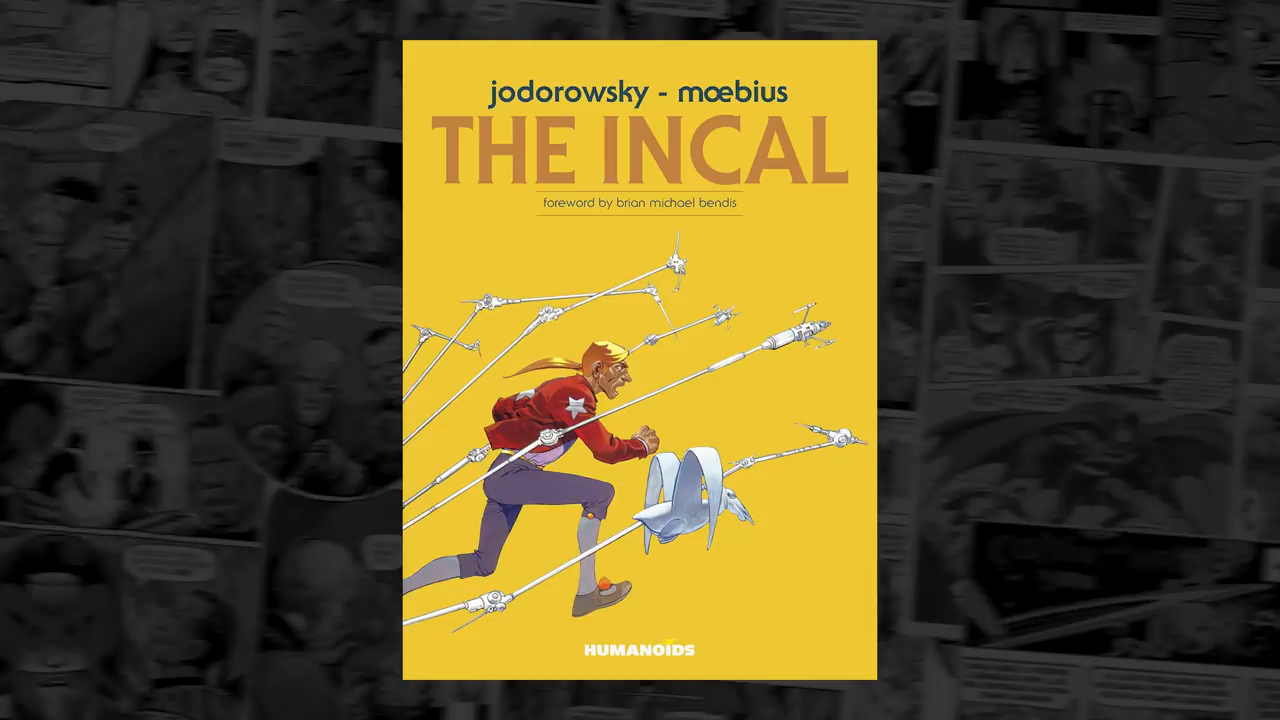 jodorowsky - mœbius
THE INCAL
foreword by brian michael bendis
HUMANOIDS